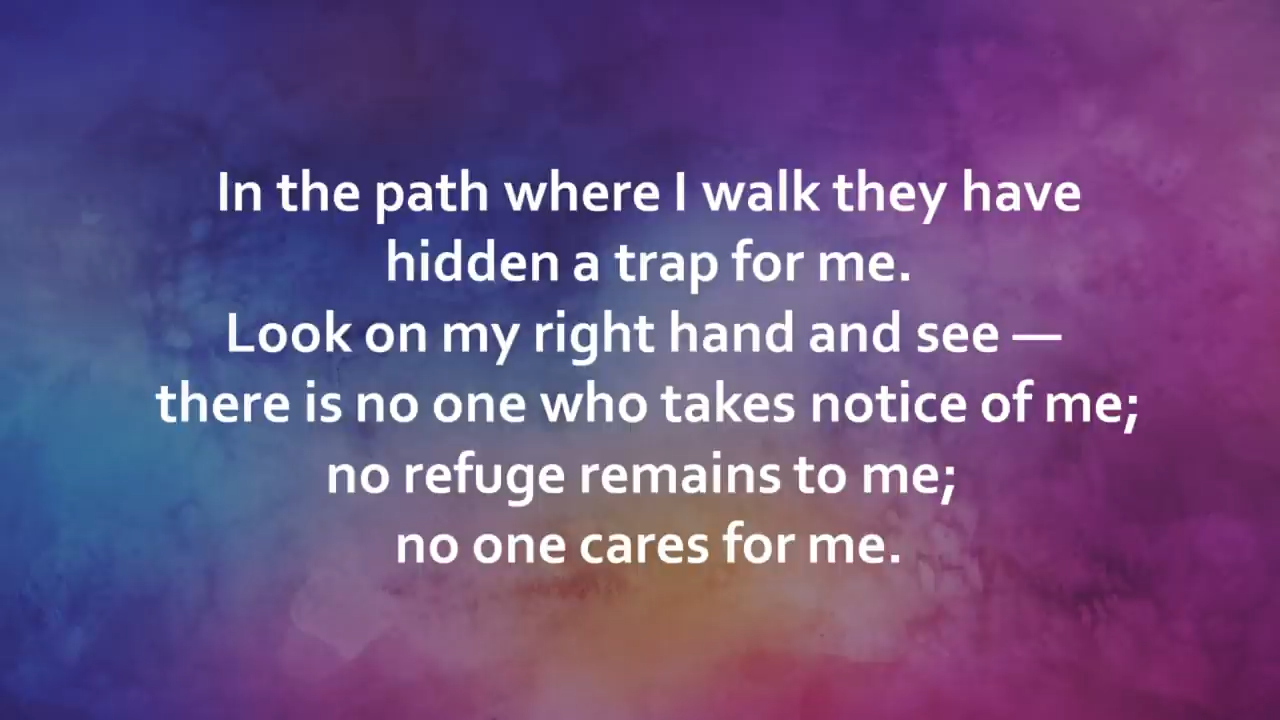 In the path where I walk they have
hidden a trap for me.
Look on my right hand and see —
there is no one who takes notice of me;
no refuge remains to me;
no one cares for me.